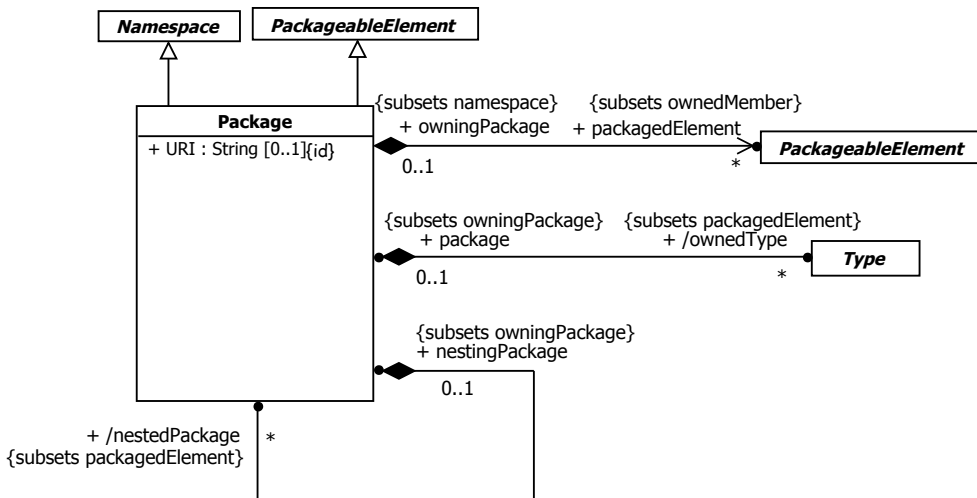 Namespace
PackageableElement
Package
+ URI : String [0..1]{id}
{subsets namespace}
+ owningPackage
0..1
{subsets ownedMember}
+ packagedElement
*
PackageableElement
{subsets owningPackage}
+ package
0..1
{subsets packagedElement}
+ /ownedType
*
Type
{subsets owningPackage}
+ nestingPackage
0..1
+ /nestedPackage
*
{subsets packagedElement}